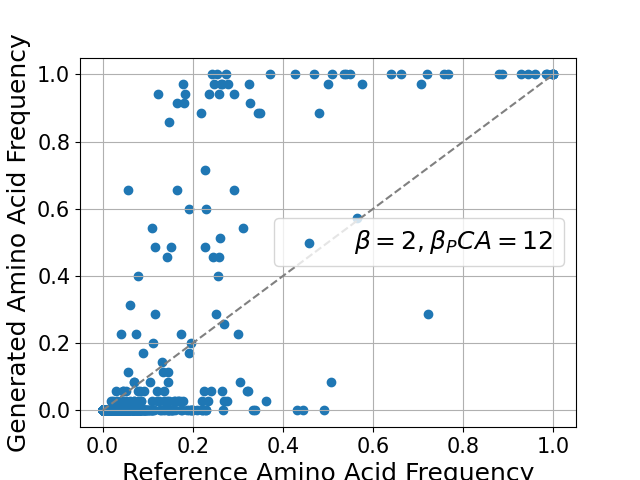 Generated Amino Acid Frequency
1.0
0.8
0.6
0.4
0.2
0.0
β = 2, β_PCA = 12
0.0 0.2 0.4 0.6 0.8 1.0
Reference Amino Acid Frequency